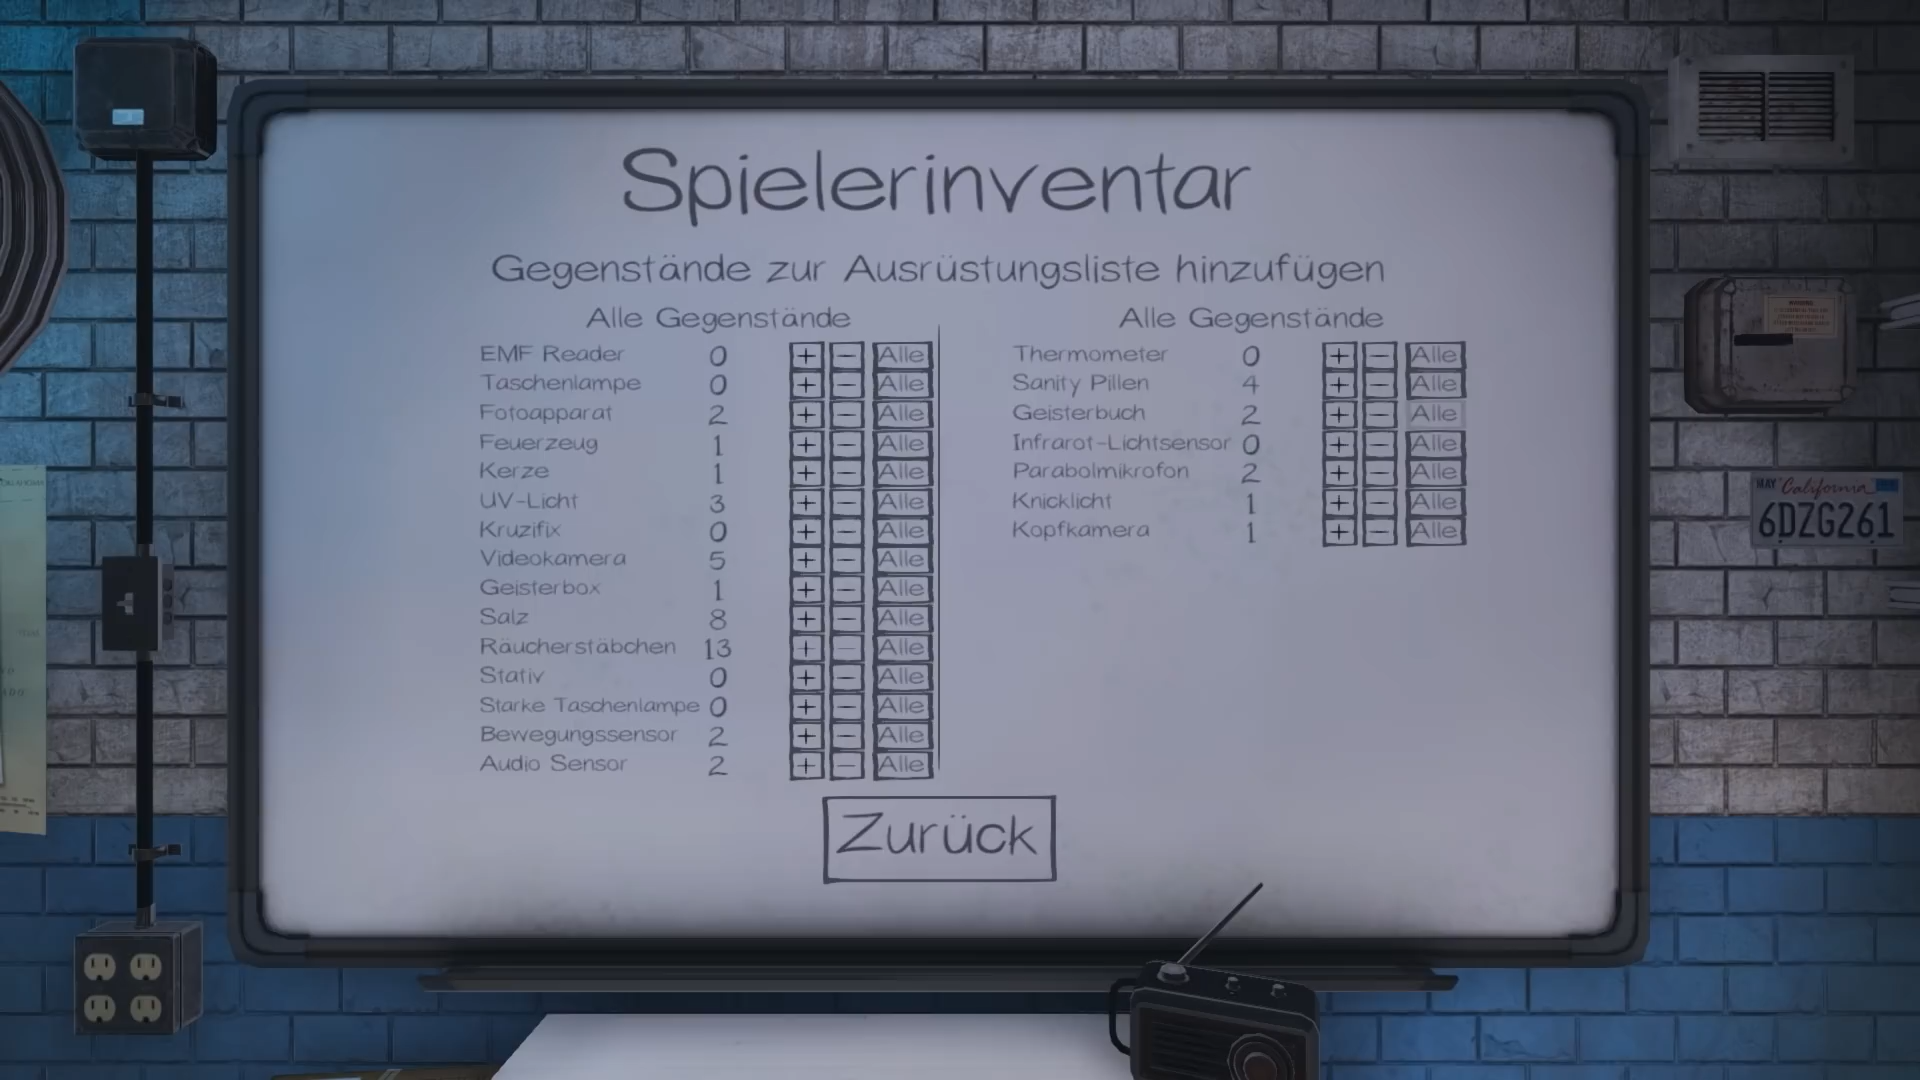 Spielerinventar
Gegenstände zur Ausrüstungsliste hinzufügen
Alle Gegenstände
EMF Reader 0 + - Alle
Taschenlampe 0 + - Alle
Fotoapparat 2 + - Alle
Feuerzeug 1 + - Alle
Kerze 1 + - Alle
UV-Licht 3 + - Alle
Kruzifix 0 + - Alle
Videokamera 5 + - Alle
Geisterbox 1 + - Alle
Salz 8 + - Alle
Räucherstäbchen 13 + - Alle
Stativ 0 + - Alle
Starke Taschenlampe 0 + - Alle
Bewegungssensor 2 + - Alle
Audio Sensor 2 + - Alle
Alle Gegenstände
Thermometer 0 + - Alle
Sanity Pillen 4 + - Alle
Geisterbuch 2 + - Alle
Infrarot-Lichtsensor 0 + - Alle
Parabolmikrofon 2 + - Alle
Knicklicht 1 + - Alle
Kopfkamera 1 + - Alle
Zurück
WARNING
MAY California
6DZG261